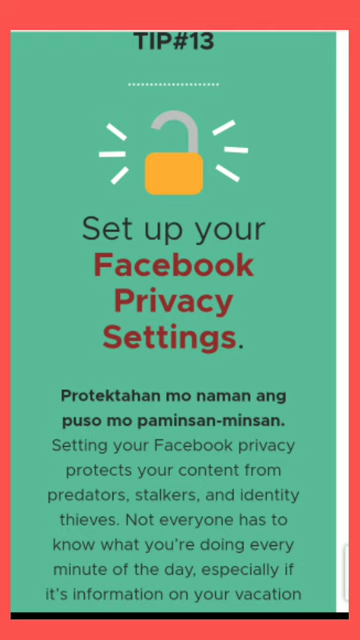 TIP#13
Set up your
Facebook
Privacy
Settings.
Protektahan mo naman ang
puso mo paminsan-minsan.
Setting your Facebook privacy
protects your content from
predators, stalkers, and identity
thieves. Not everyone has to
know what you're doing every
minute of the day, especially if
it's information on your vacation